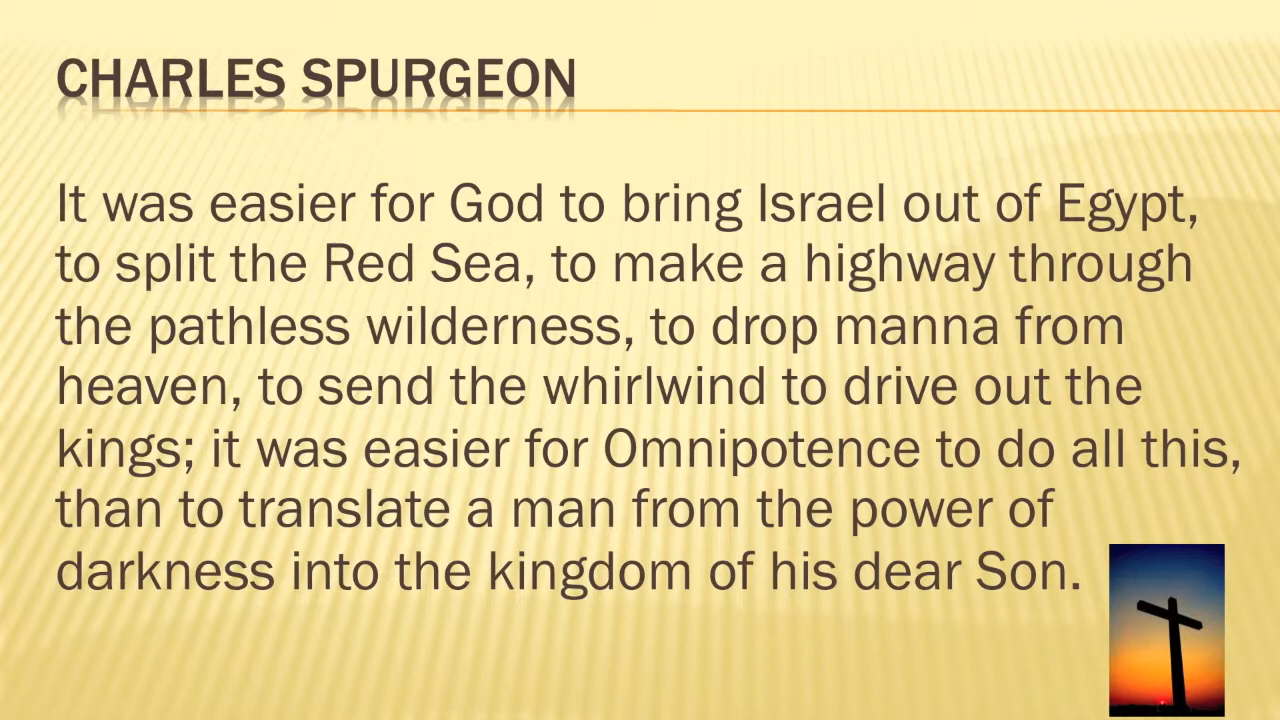 CHARLES SPURGEON
It was easier for God to bring Israel out of Egypt,
to split the Red Sea, to make a highway through
the pathless wilderness, to drop manna from
heaven, to send the whirlwind to drive out the
kings; it was easier for Omnipotence to do all this,
than to translate a man from the power of
darkness into the kingdom of his dear Son.